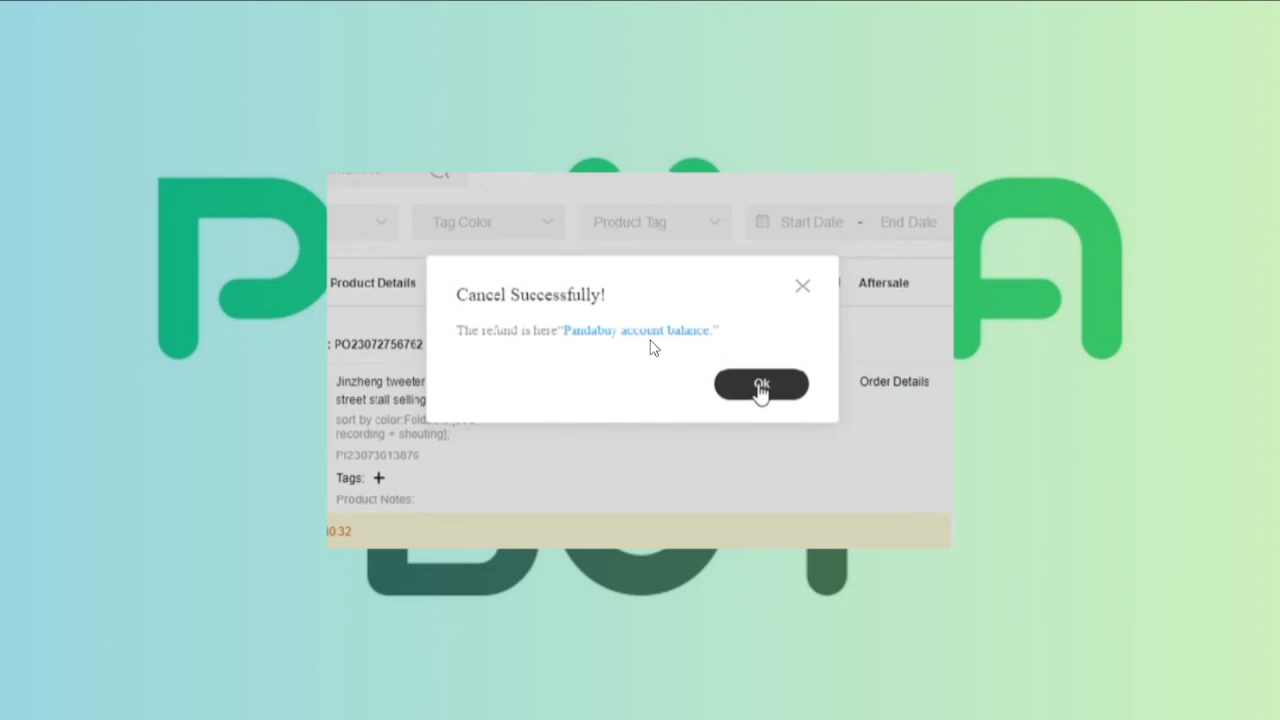 Tag Color
Product Tag
Start Date - End Date
Product Details
Aftersale
Cancel Successfully!
The refund is here“Pandabuy account balance.”
Ok
: PO23072756762
Jinzheng tweeter
street stall selling
Order Details
sort by color:
recording + shouting];
PI23073613876
Tags: +
Product Notes:
40.32